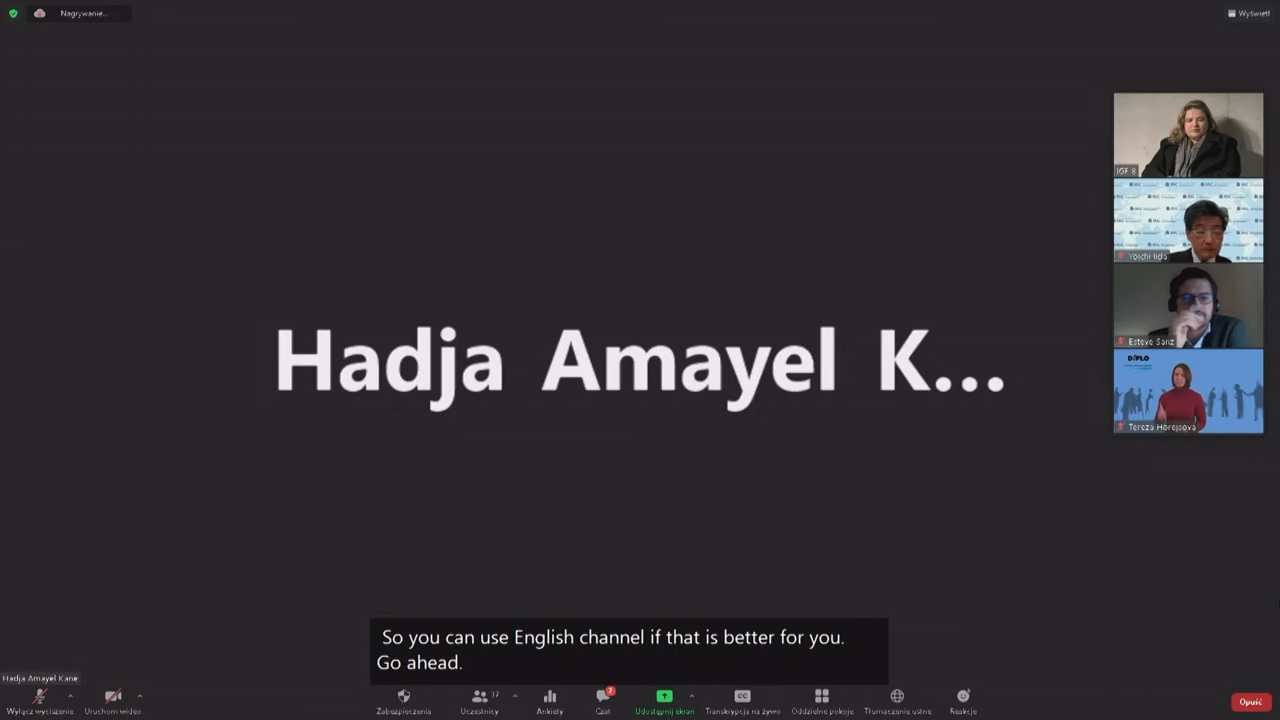 Nagrywanie...
Wyświetl
IGF 8
Yoichi Iida
Esteve Sanz
DIPLO
Tereza Horejsova
Hadja Amayel K...
So you can use English channel if that is better for you.
Go ahead.
Hadja Amayel Kane
Wyłącz wyciszenie
Uruchom wideo
Zabezpieczenia
Uczestnicy
Ankiety
2
Czat
Udostępnij ekran
CC
Transkrypcja na żywo
Oddzielne pokoje
Tłumaczenie ustne
Reakcje
Opuść